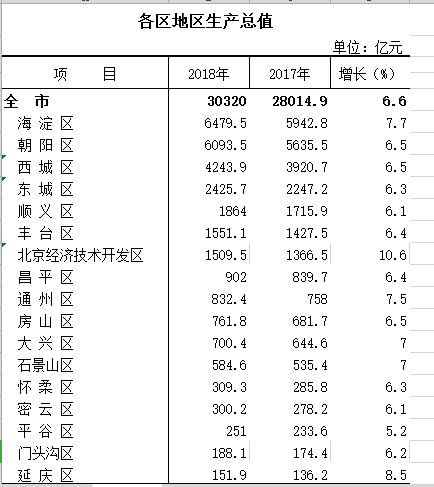 各区地区生产总值
单位：亿元
项 目 2018年 2017年 增长（%）
全 市 30320 28014.9 6.6
海 淀 区 6479.5 5942.8 7.7
朝 阳 区 6093.5 5635.5 6.5
西 城 区 4243.9 3920.7 6.5
东 城 区 2425.7 2247.2 6.3
顺 义 区 1864 1715.9 6.1
丰 台 区 1551.1 1427.5 6.4
北京经济技术开发区 1509.5 1366.5 10.6
昌 平 区 902 839.7 6.4
通 州 区 832.4 758 7.5
房 山 区 761.8 681.7 6.5
大 兴 区 700.4 644.6 7
石景山区 584.6 535.4 7
怀 柔 区 309.3 285.8 6.3
密 云 区 300.2 278.2 6.1
平 谷 区 251 233.6 5.2
门头沟区 188.1 174.4 6.2
延 庆 区 151.9 136.2 8.5